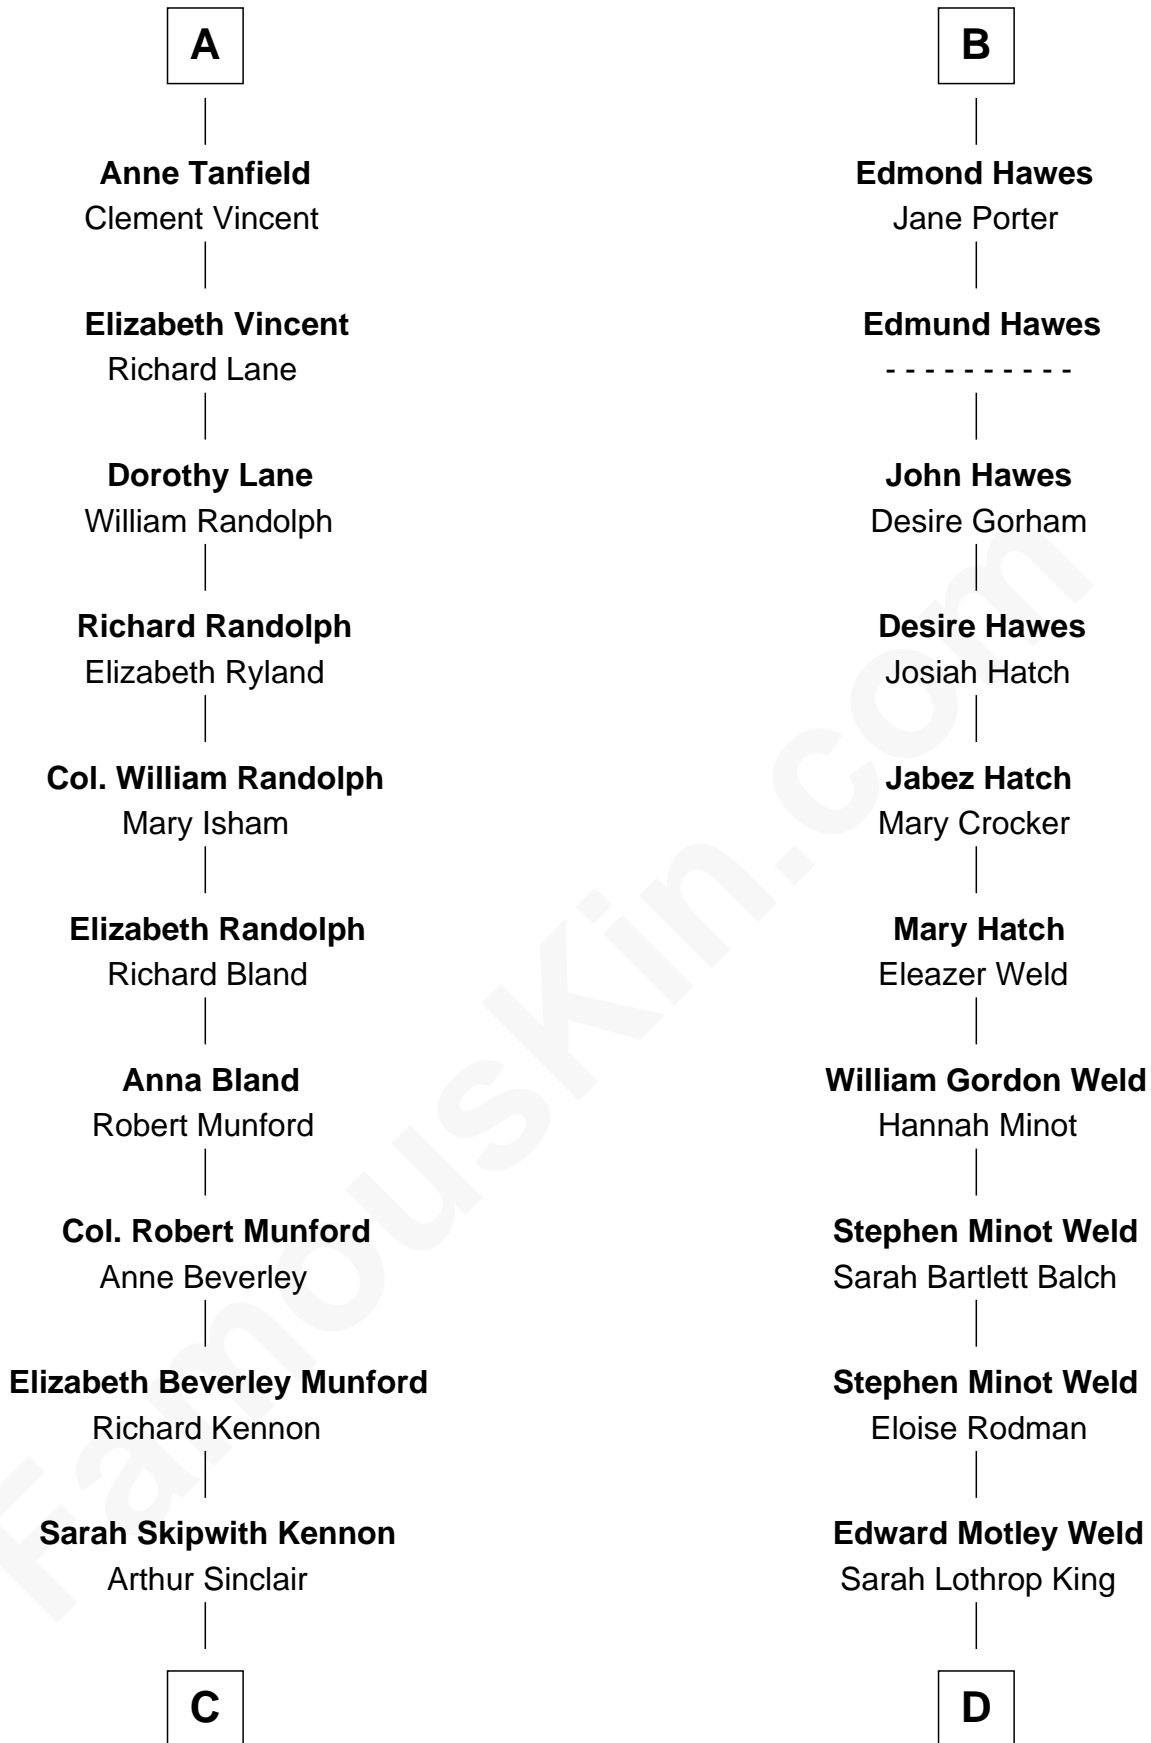 A
Anne Tanfield
Clement Vincent
Elizabeth Vincent
Richard Lane
Dorothy Lane
William Randolph
Richard Randolph
Elizabeth Ryland
Col. William Randolph
Mary Isham
Elizabeth Randolph
Richard Bland
Anna Bland
Robert Munford
Col. Robert Munford
Anne Beverley
Elizabeth Beverley Munford
Richard Kennon
Sarah Skipwith Kennon
Arthur Sinclair
C
B
Edmond Hawes
Jane Porter
Edmund Hawes
- - - - - - - - - -
John Hawes
Desire Gorham
Desire Hawes
Josiah Hatch
Jabez Hatch
Mary Crocker
Mary Hatch
Eleazer Weld
William Gordon Weld
Hannah Minot
Stephen Minot Weld
Sarah Bartlett Balch
Stephen Minot Weld
Eloise Rodman
Edward Motley Weld
Sarah Lothrop King
D
FamousKin.com